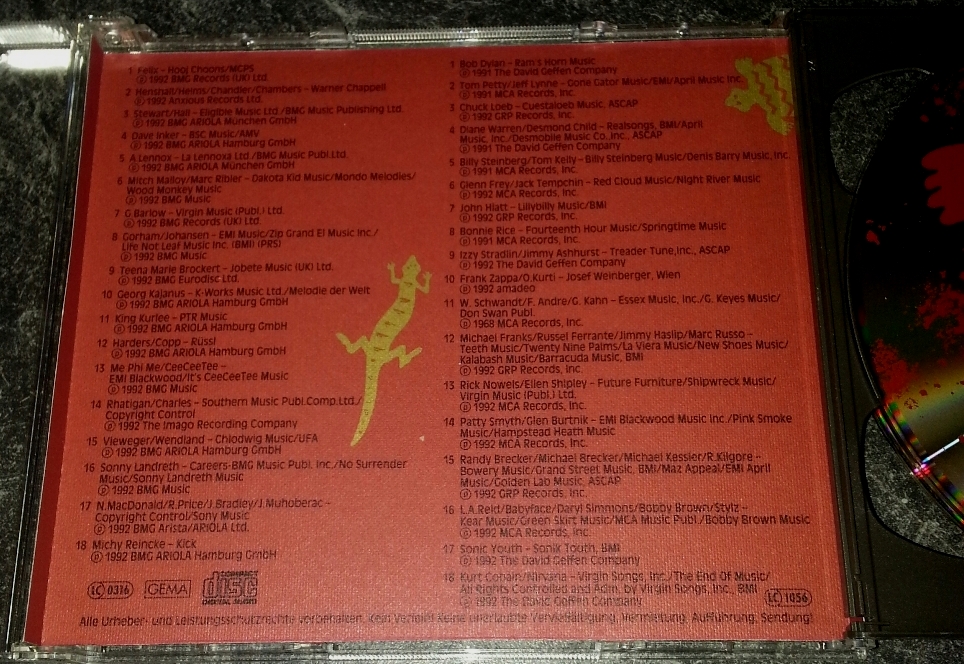 1 Felix – Hooj Choons/MCPS
℗ 1992 BMG Records (UK) Ltd.
2 Henshall/Helms/Chandler/Chambers – Warner Chappell
℗ 1992 Anxious Records Ltd.
3 Stewart/Hall – Eligible Music Ltd./BMG Music Publishing Ltd.
℗ 1992 BMG ARIOLA München GmbH
4 Dave Inker – BSC Music/AMV
℗ 1992 BMG ARIOLA Hamburg GmbH
5 A.Lennox – La Lennoxa Ltd./BMG Music Publ.Ltd.
℗ 1992 BMG ARIOLA München GmbH
6 Mitch Malloy/Marc Ribler – Dakota Kid Music/Mondo Melodies/
Wood Monkey Music
℗ 1992 BMG Music
7 G Barlow – Virgin Music (Publ.) Ltd.
℗ 1992 BMG Records (UK) Ltd.
8 Gorham/Johansen – EMI Music/Zip Grand El Music Inc./
Life Not Leaf Music Inc. (BMI) (PRS)
℗ 1992 BMG ARIOLA Hamburg GmbH
9 Teena Marie Brockert – Jobete Music (UK) Ltd.
℗ 1992 BMG Eurodisc Ltd.
10 Georg Kajanus – K-Works Music Ltd./Melodie der Welt
℗ 1992 BMG ARIOLA Hamburg GmbH
11 King Kurlee – PTR Music
℗ 1992 BMG ARIOLA Hamburg GmbH
12 Harders/Copp – Rüssl
℗ 1992 BMG ARIOLA Hamburg GmbH
13 Me Phi Me/CeeCeeTee –
EMI Blackwood/It's CeeCeeTee Music
℗ 1992 BMG Music
14 Rhatigan/Charles – Southern Music Publ.Comp.Ltd./
Copyright Control
℗ 1992 The Imago Recording Company
15 Vieweger/Wendland – Chlodwig Music/UFA
℗ 1992 BMG ARIOLA Hamburg GmbH
16 Sonny Landreth – Careers-BMG Music Publ. Inc./No Surrender
Music/Sonny Landreth Music
℗ 1992 BMG Music
17 N.MacDonald/R.Price/J Bradley/J.Muhoberac –
Copyright Control/Sony Music
℗ 1992 BMG Arista/ARIOLA Ltd.
18 Michy Reincke – Kick
℗ 1992 BMG ARIOLA Hamburg GmbH
LC 0316
GEMA
COMPACT
disc
DIGITAL AUDIO
1 Bob Dylan – Ram's Horn Music
℗ 1991 The David Geffen Company
2 Tom Petty/Jeff Lynne – Gone Gator Music/EMI/April Music Inc.
℗ 1991 MCA Records, Inc.
3 Chuck Loeb – Cuestaloeb Music, ASCAP
℗ 1992 GRP Records, Inc.
4 Diane Warren/Desmond Child – Realsongs, BMI/April
Music, Inc./Desmobile Music Co. Inc., ASCAP
℗ 1991 The David Geffen Company
5 Billy Steinberg/Tom Kelly – Billy Steinberg Music/Denis Barry Music, Inc.
℗ 1991 MCA Records, Inc.
6 Glenn Frey/Jack Tempchin – Red Cloud Music/Night River Music
℗ 1992 MCA Records, Inc.
7 John Hiatt – Lillybilly Music/BMI
℗ 1992 GRP Records, Inc.
8 Bonnie Rice – Fourteenth Hour Music/Springtime Music
℗ 1991 MCA Records, Inc.
9 Izzy Stradlin/Jimmy Ashhurst – Treader Tune,Inc., ASCAP
℗ 1992 The David Geffen Company
10 Frank Zappa/O.Kurti – Josef Weinberger, Wien
℗ 1992 amadeo
11 W. Schwandt/F. Andre/G. Kahn – Essex Music, Inc./G. Keyes Music/
Don Swan Publ.
℗ 1968 MCA Records, Inc.
12 Michael Franks/Russel Ferrante/Jimmy Haslip/Marc Russo –
Teeth Music/Twenty Nine Palms/La Viera Music/New Shoes Music/
Kalabash Music/Barracuda Music, BMI
℗ 1992 GRP Records, Inc.
13 Rick Nowels/Ellen Shipley – Future Furniture/Shipwreck Music/
Virgin Music (Publ.) Ltd.
℗ 1992 MCA Records, Inc.
14 Patty Smyth/Glen Burtnik – EMI Blackwood Music Inc./Pink Smoke
Music/Hampstead Heath Music
℗ 1992 MCA Records, Inc.
15 Randy Brecker/Michael Brecker/Michael Kessler/R.Kilgore –
Bowery Music/Grand Street Music, BMI/Maz Appeal/EMI April
Music/Golden Lab Music, ASCAP
℗ 1992 GRP Records, Inc.
16 L.A.Reid/Babyface/Daryl Simmons/Bobby Brown/Stylz –
Kear Music/Green Skirt Music/MCA Music Publ./Bobby Brown Music
℗ 1992 MCA Records, Inc.
17 Sonic Youth – Sonik Tooth, BMI
℗ 1992 The David Geffen Company
18 Kurt Cobain/Nirvana – Virgin Songs, Inc./The End Of Music/
All Rights Controlled and Adm. by Virgin Songs, Inc., BMI
℗ 1992 The David Geffen Company
LC 1056
Alle Urheber- und Leistungsschutzrechte vorbehalten. Kein Verleih! Keine unerlaubte Vervielfältigung, Vermietung, Aufführung, Sendung!